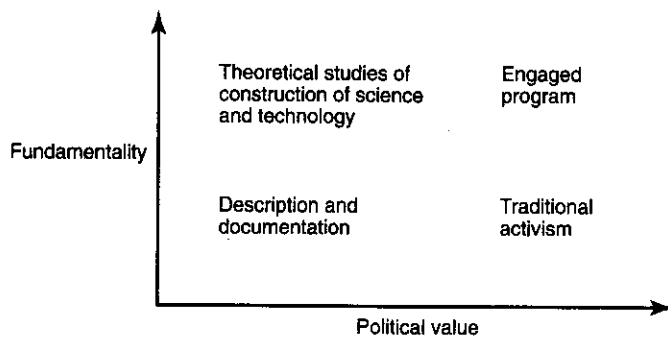 Theoretical studies of
construction of science
and technology
Engaged
program
Fundamentality
Description and
documentation
Traditional
activism
Political value